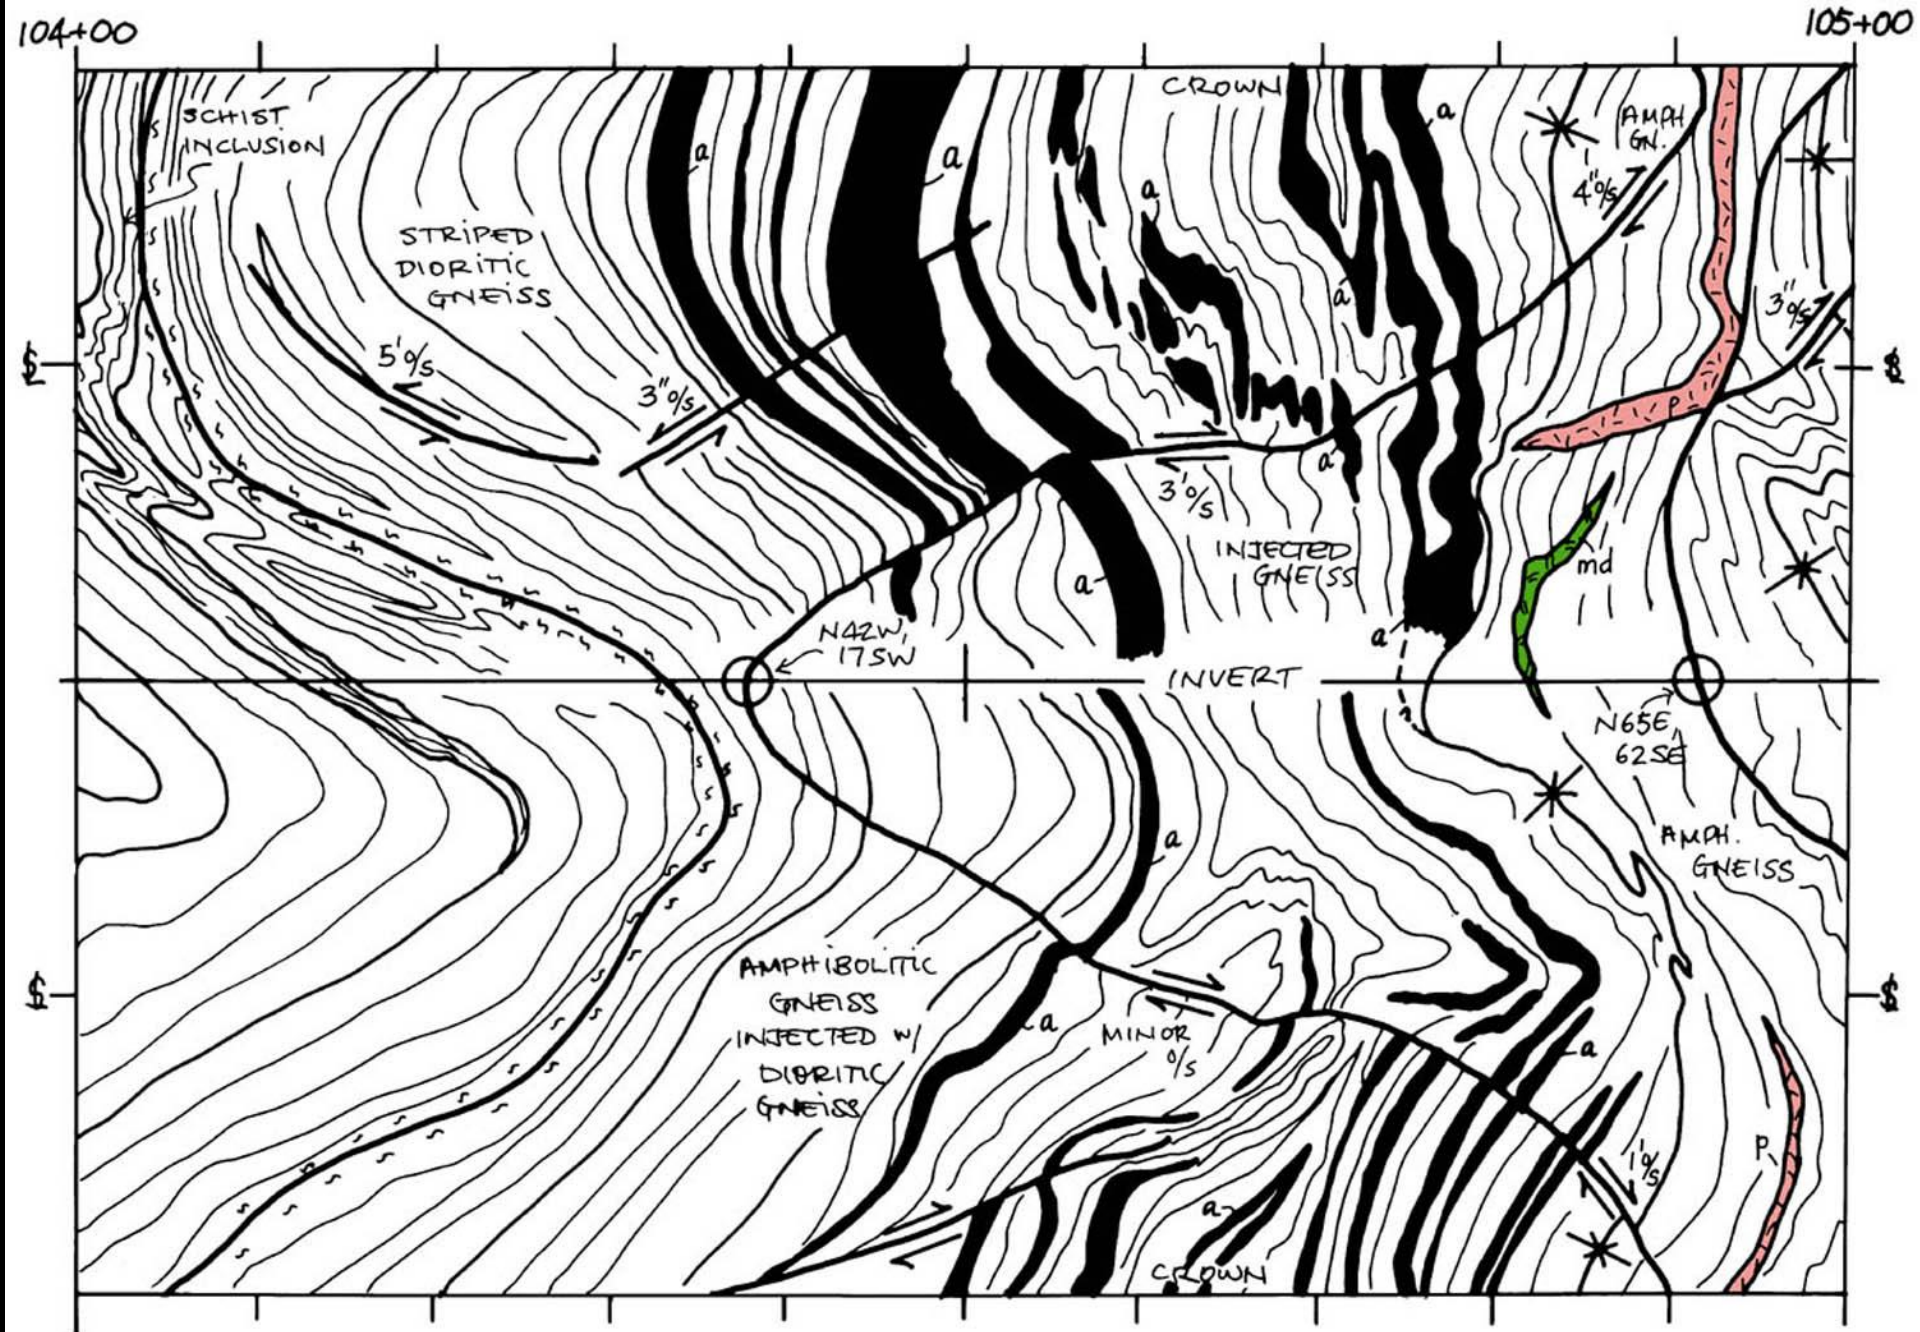 104+00
105+00
SCHIST
INCLUSION
CROWN
AMPH
GN.
a
a
a
a
4" o/s
STRIPED
DIORITIC
GNEISS
a
3" o/s
5' o/s
3" o/s
p
a
3' o/s
INJECTED
GNEISS
md
a
a
N42W,
17SW
INVERT
N65E,
62SE
a
AMPH.
GNEISS
AMPHIBOLITIC
GNEISS
INJECTED W/
DIORITIC
GNEISS
a
MINOR
o/s
a
1' o/s
p
a
CROWN